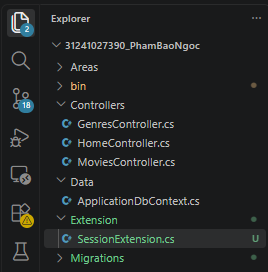 Explorer
2
31241027390_PhamBaoNgoc
Areas
bin
18
Controllers
GenresController.cs
HomeController.cs
MoviesController.cs
Data
ApplicationDbContext.cs
Extension
SessionExtension.cs U
Migrations